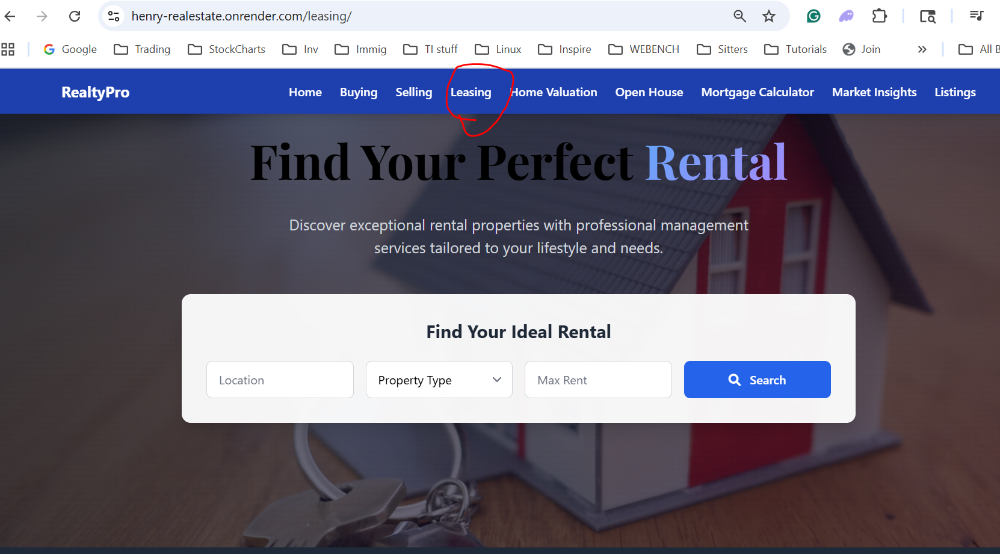 henry-realestate.onrender.com/leasing/
Google Trading StockCharts Inv Immig TI stuff Linux Inspire WEBENCH Sitters Tutorials Join » All B
RealtyPro Home Buying Selling Leasing Home Valuation Open House Mortgage Calculator Market Insights Listings
Find Your Perfect Rental
Discover exceptional rental properties with professional management
services tailored to your lifestyle and needs.
Find Your Ideal Rental
Location Property Type Max Rent Search